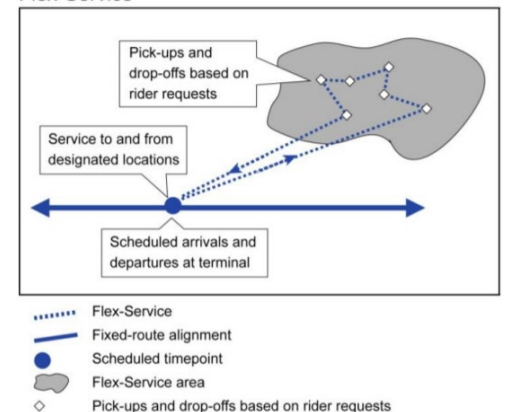 Pick-ups and
drop-offs based on
rider requests
Service to and from
designated locations
Scheduled arrivals and
departures at terminal
Flex-Service
Fixed-route alignment
Scheduled timepoint
Flex-Service area
Pick-ups and drop-offs based on rider requests